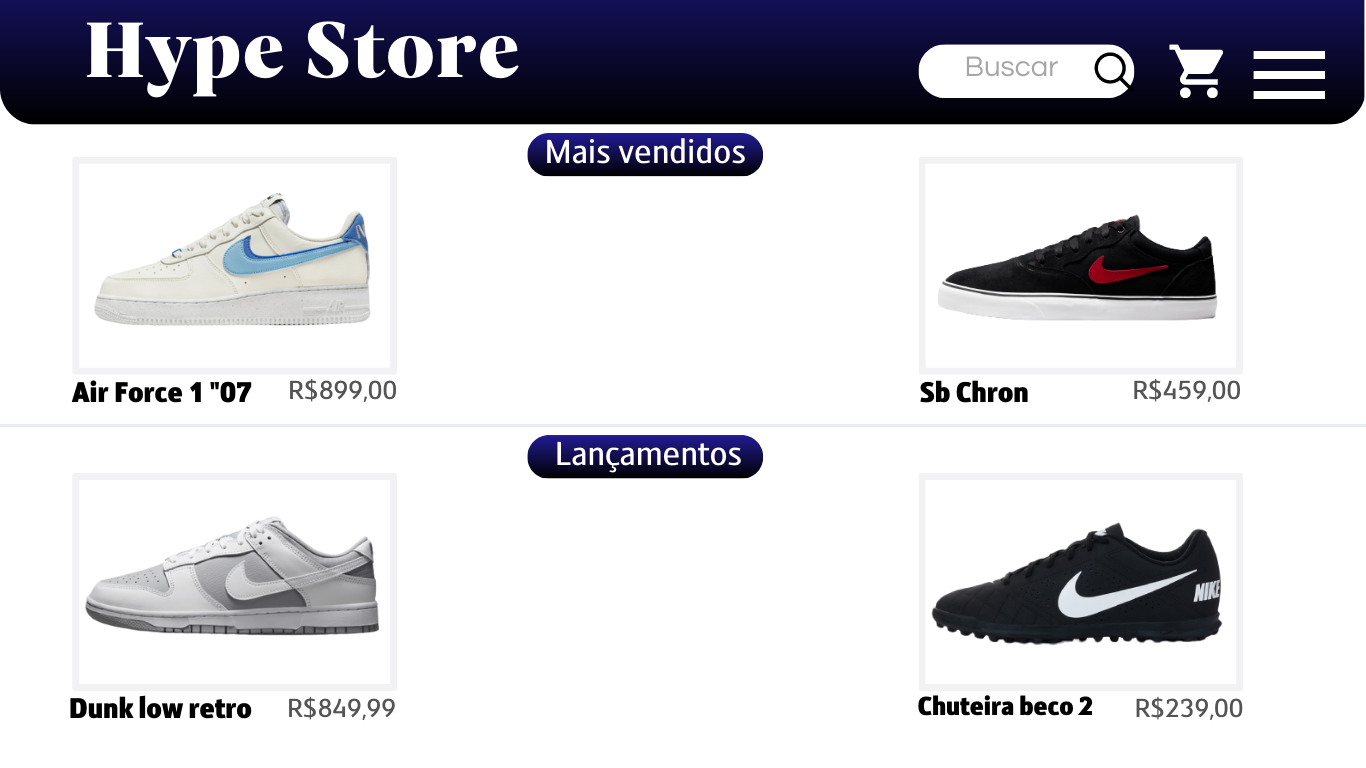 Hype Store
Buscar
Mais vendidos
Air Force 1 "07 R$899,00
Sb Chron R$459,00
Lançamentos
NIKE
Dunk low retro R$849,99
Chuteira beco 2 R$239,00